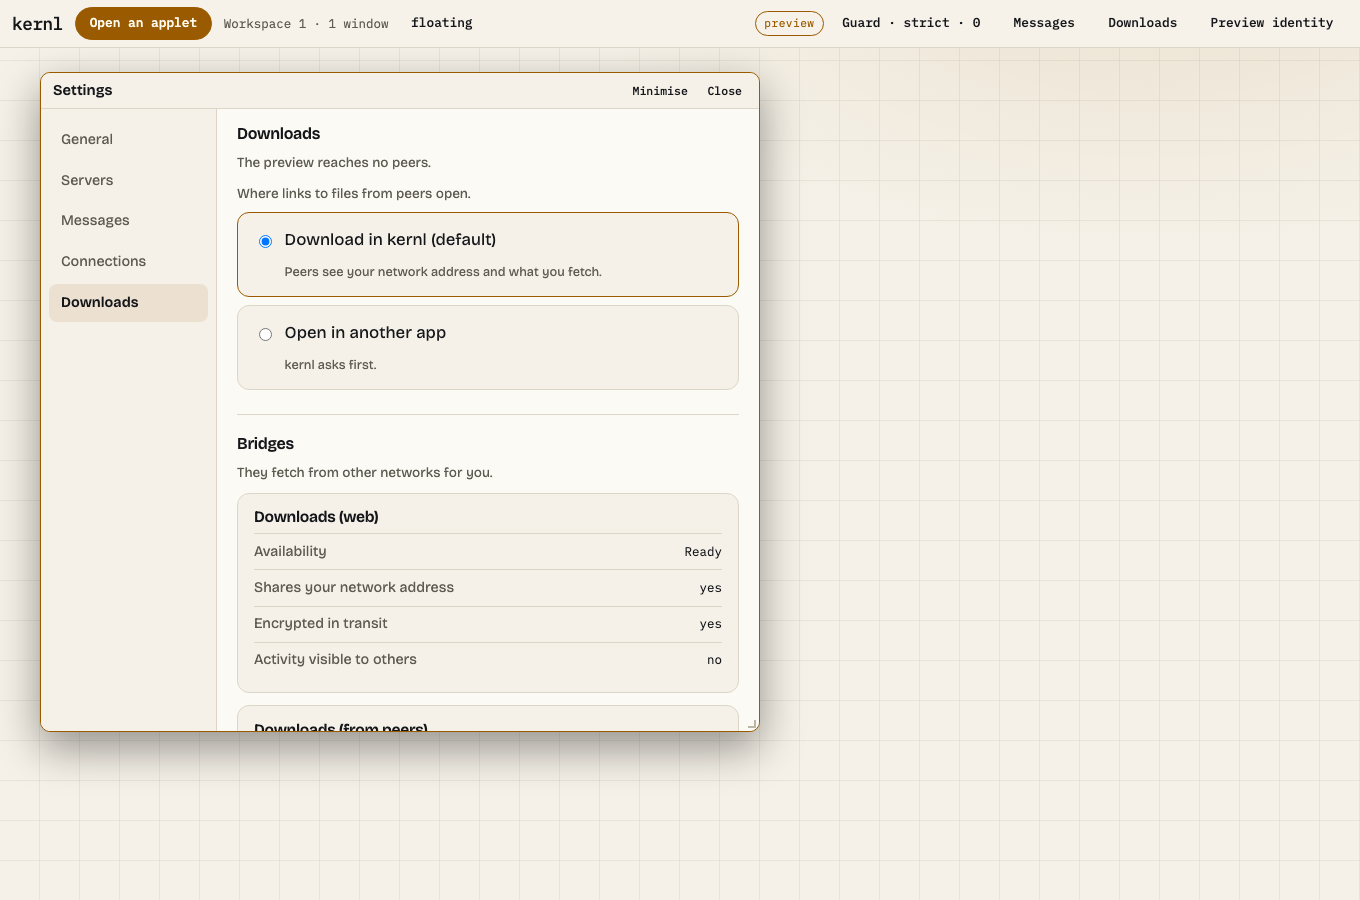 kernl
Open an applet
Workspace 1 · 1 window
floating
preview
Guard · strict · 0
Messages
Downloads
Preview identity
Settings
Minimise
Close
General
Servers
Messages
Connections
Downloads
Downloads
The preview reaches no peers.
Where links to files from peers open.
Download in kernl (default)
Peers see your network address and what you fetch.
Open in another app
kernl asks first.
Bridges
They fetch from other networks for you.
Downloads (web)
Availability
Ready
Shares your network address
yes
Encrypted in transit
yes
Activity visible to others
no
Downloads (from peers)